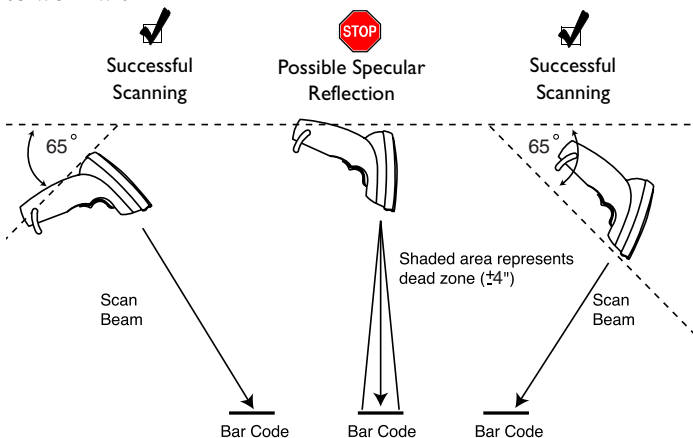 Successful
Scanning
STOP
Possible Specular
Reflection
Successful
Scanning
65°
65°
Shaded area represents
dead zone (±4")
Scan
Beam
Scan
Beam
Bar Code
Bar Code
Bar Code